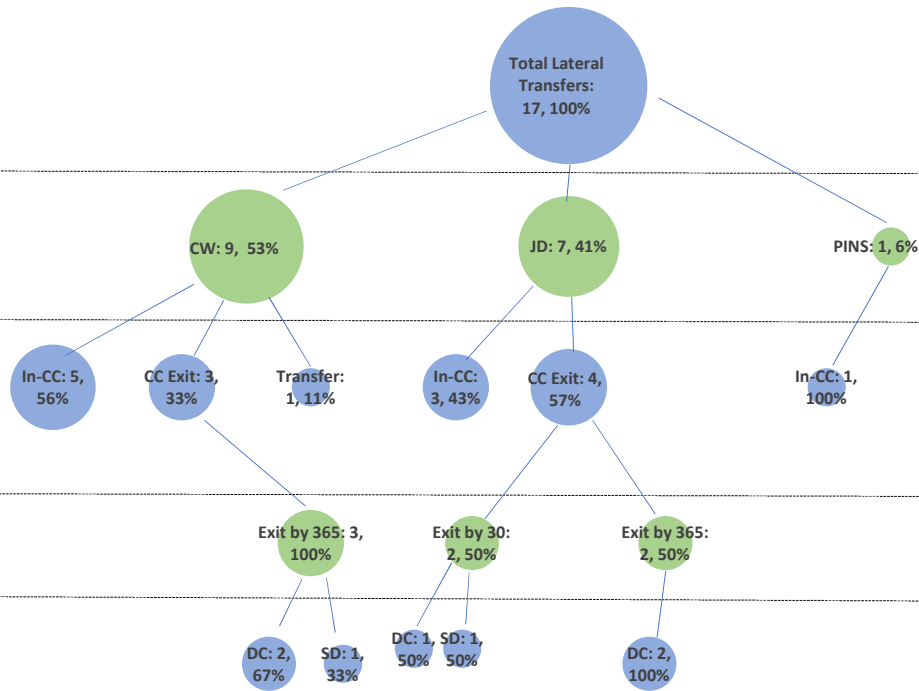 Total Lateral
Transfers:
17, 100%
CW: 9, 53%
JD: 7, 41%
PINS: 1, 6%
In-CC: 5,
56%
CC Exit: 3,
33%
Transfer:
1, 11%
In-CC:
3, 43%
CC Exit: 4,
57%
In-CC: 1,
100%
Exit by 365: 3,
100%
Exit by 30:
2, 50%
Exit by 365:
2, 50%
DC: 2,
67%
SD: 1,
33%
DC: 1,
50%
SD: 1,
50%
DC: 2,
100%